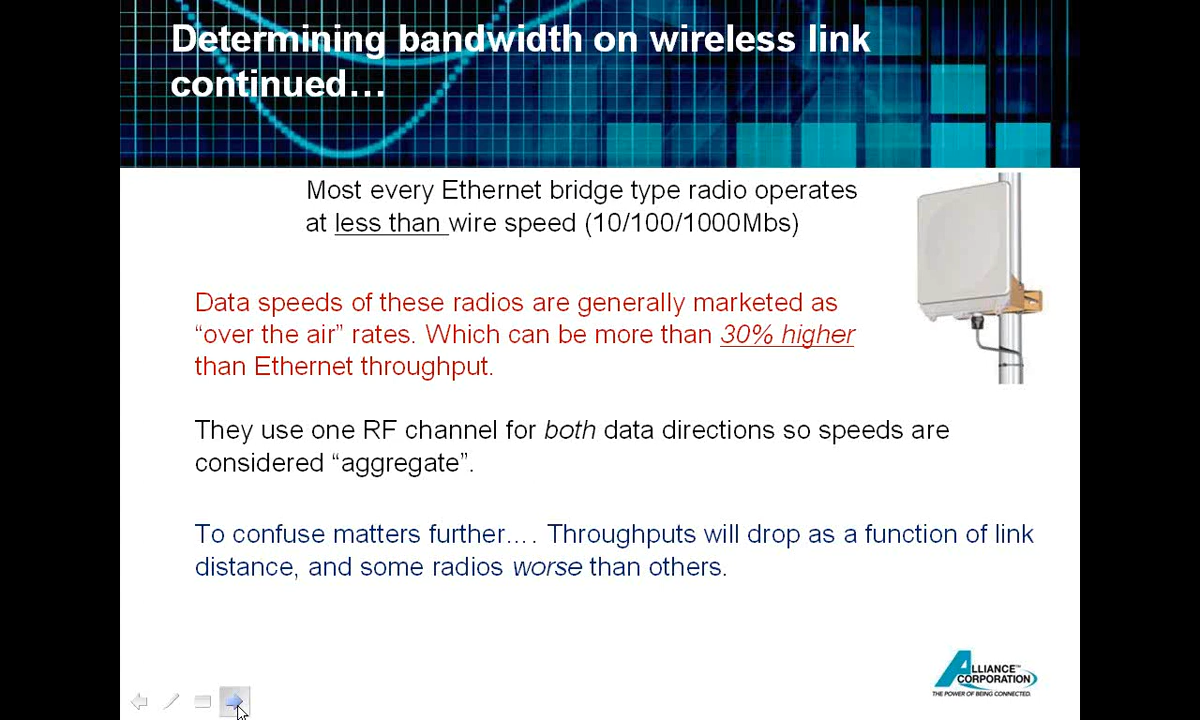 Determining bandwidth on wireless link
continued…
Most every Ethernet bridge type radio operates
at less than wire speed (10/100/1000Mbs)
Data speeds of these radios are generally marketed as
“over the air” rates. Which can be more than 30% higher
than Ethernet throughput.
They use one RF channel for both data directions so speeds are
considered “aggregate”.
To confuse matters further…. Throughputs will drop as a function of link
distance, and some radios worse than others.
ALLIANCE™
CORPORATION
THE POWER OF BEING CONNECTED.